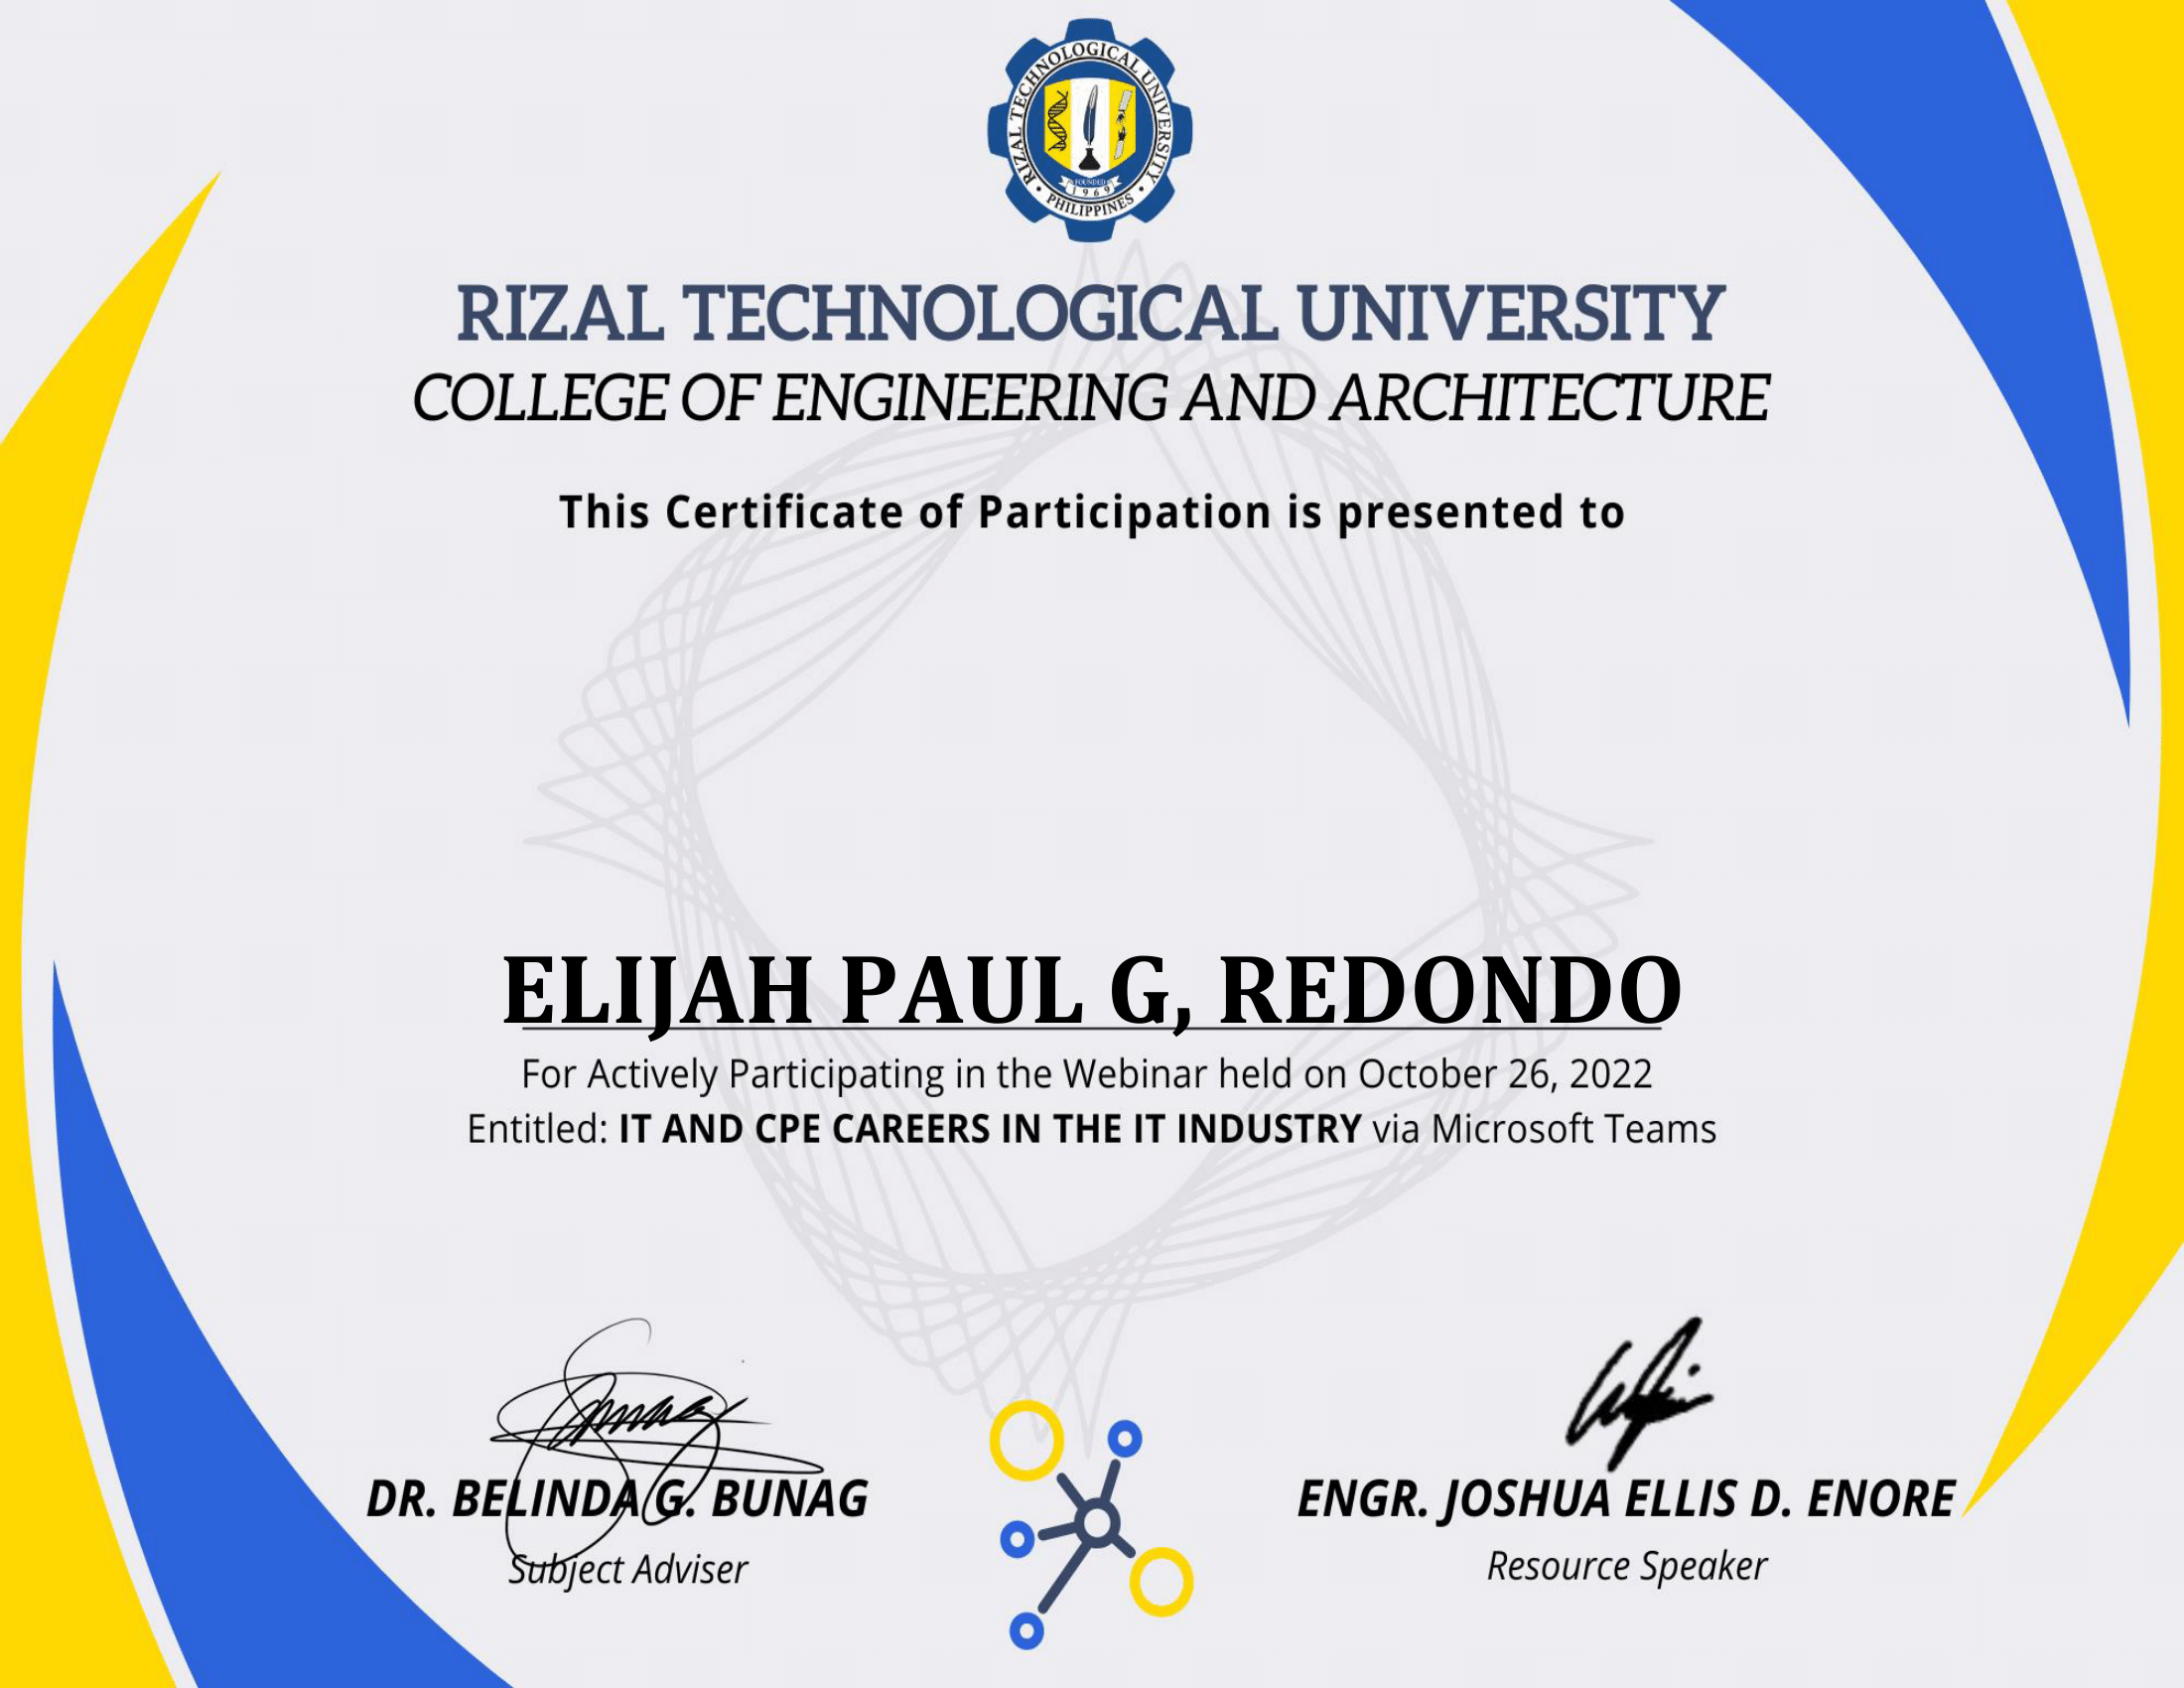 RIZAL TECHNOLOGICAL UNIVERSITY
PHILIPPINES
FOUNDED
1969
RIZAL TECHNOLOGICAL UNIVERSITY
COLLEGE OF ENGINEERING AND ARCHITECTURE
This Certificate of Participation is presented to
ELIJAH PAUL G, REDONDO
For Actively Participating in the Webinar held on October 26, 2022
Entitled: IT AND CPE CAREERS IN THE IT INDUSTRY via Microsoft Teams
DR. BELINDA G. BUNAG
Subject Adviser
ENGR. JOSHUA ELLIS D. ENORE
Resource Speaker